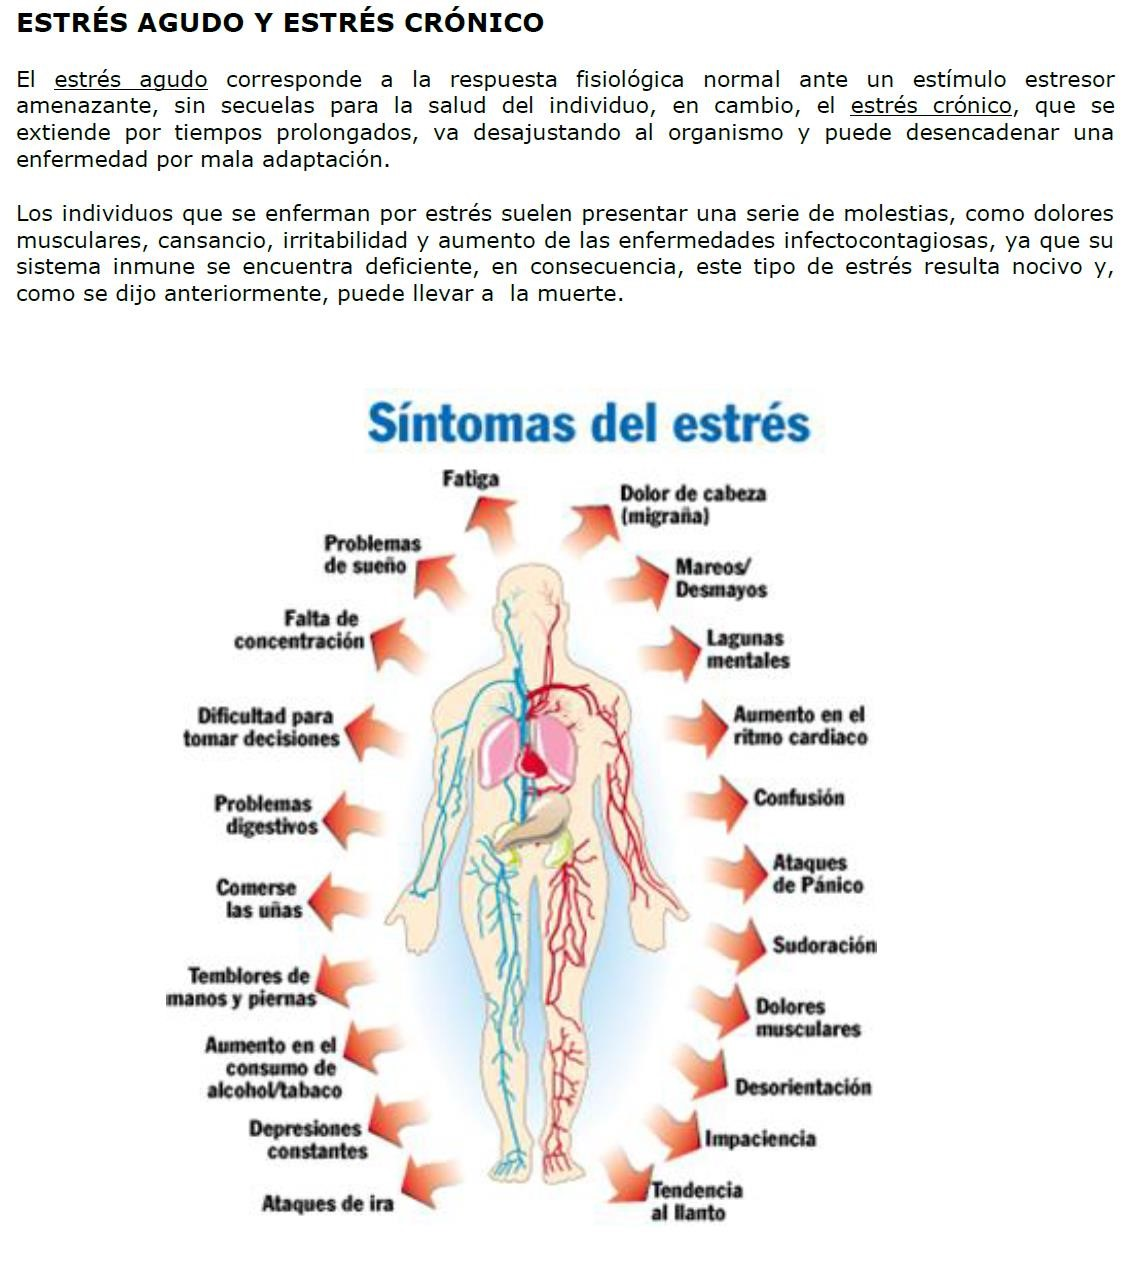 ESTRÉS AGUDO Y ESTRÉS CRÓNICO
El estrés agudo corresponde a la respuesta fisiológica normal ante un estímulo estresor
amenazante, sin secuelas para la salud del individuo, en cambio, el estrés crónico, que se
extiende por tiempos prolongados, va desajustando al organismo y puede desencadenar una
enfermedad por mala adaptación.
Los individuos que se enferman por estrés suelen presentar una serie de molestias, como dolores
musculares, cansancio, irritabilidad y aumento de las enfermedades infectocontagiosas, ya que su
sistema inmune se encuentra deficiente, en consecuencia, este tipo de estrés resulta nocivo y,
como se dijo anteriormente, puede llevar a  la muerte.
Síntomas del estrés
Fatiga
Problemas
de sueño
Falta de
concentración
Dificultad para
tomar decisiones
Problemas
digestivos
Comerse
las uñas
Temblores de
manos y piernas
Aumento en el
consumo de
alcohol/tabaco
Depresiones
constantes
Ataques de ira
Dolor de cabeza
(migraña)
Mareos/
Desmayos
Lagunas
mentales
Aumento en el
ritmo cardiaco
Confusión
Ataques
de Pánico
Sudoración
Dolores
musculares
Desorientación
Impaciencia
Tendencia
al llanto